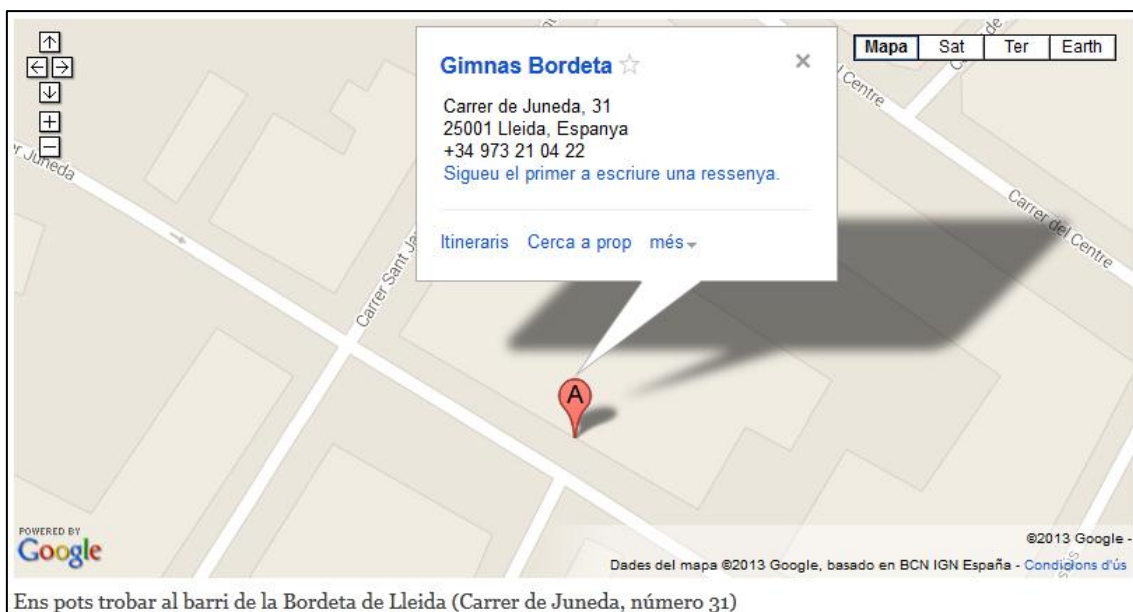 Mapa
Sat
Ter
Earth
Gimnas Bordeta
Carrer de Juneda, 31
25001 Lleida, Espanya
+34 973 21 04 22
Sigueu el primer a escriure una ressenya.
Itineraris Cerca a prop més
del Centre
Carrer del Centre
Juneda
Carrer Sant
POWERED BY
Google
©2013 Google -
Dades del mapa ©2013 Google, basado en BCN IGN España - Condicions d'ús
Ens pots trobar al barri de la Bordeta de Lleida (Carrer de Juneda, número 31)
A